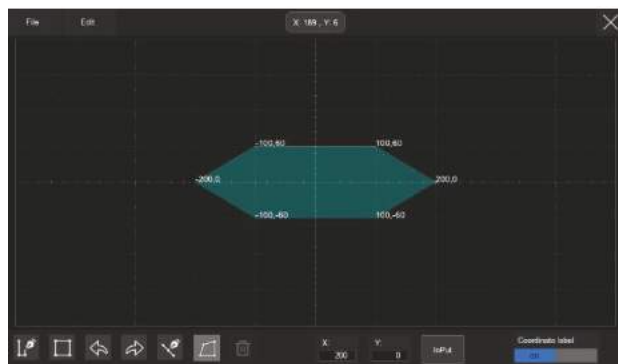 File Edit X: 189 , Y: 6
-100,60 100,60
-200,0 200,0
-100,-60 100,-60
X: Y: Coordinate label
200 0 InPut on